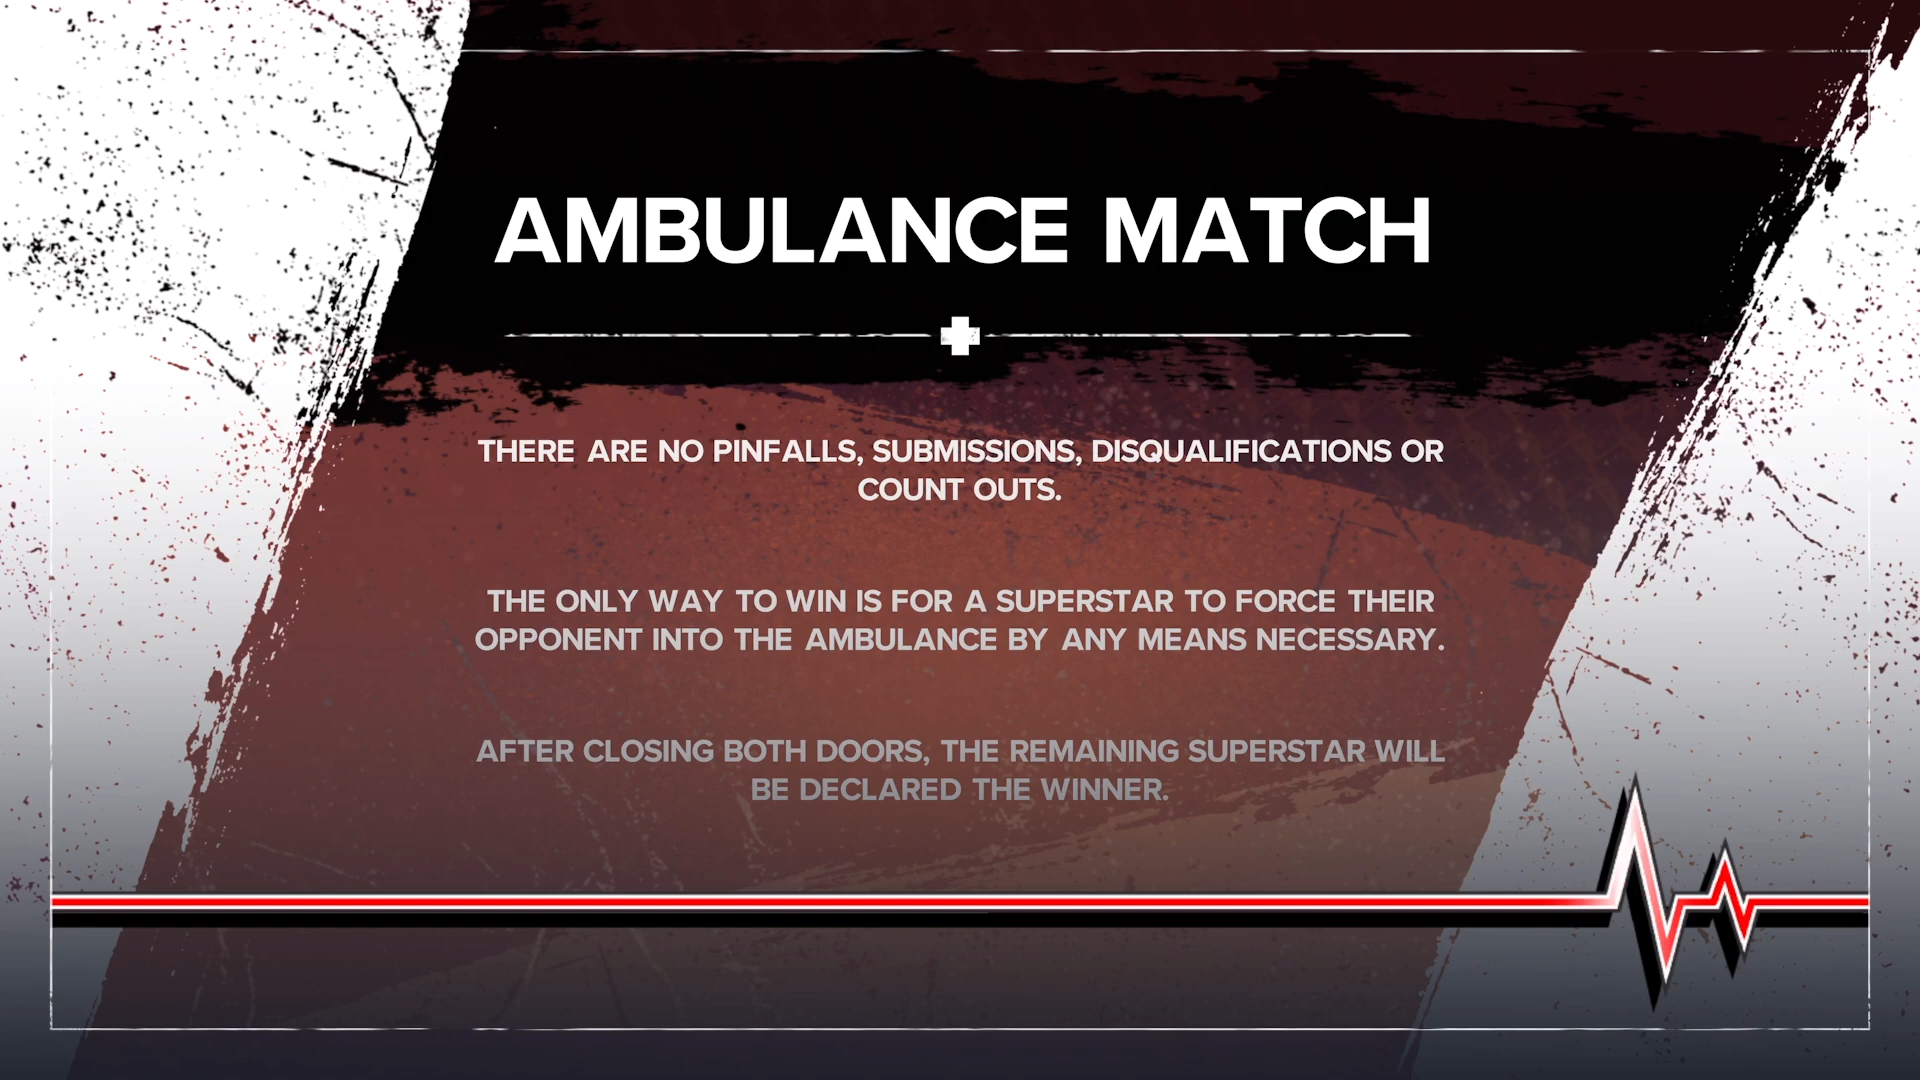 AMBULANCE MATCH
THERE ARE NO PINFALLS, SUBMISSIONS, DISQUALIFICATIONS OR
COUNT OUTS.
THE ONLY WAY TO WIN IS FOR A SUPERSTAR TO FORCE THEIR
OPPONENT INTO THE AMBULANCE BY ANY MEANS NECESSARY.
AFTER CLOSING BOTH DOORS, THE REMAINING SUPERSTAR WILL
BE DECLARED THE WINNER.